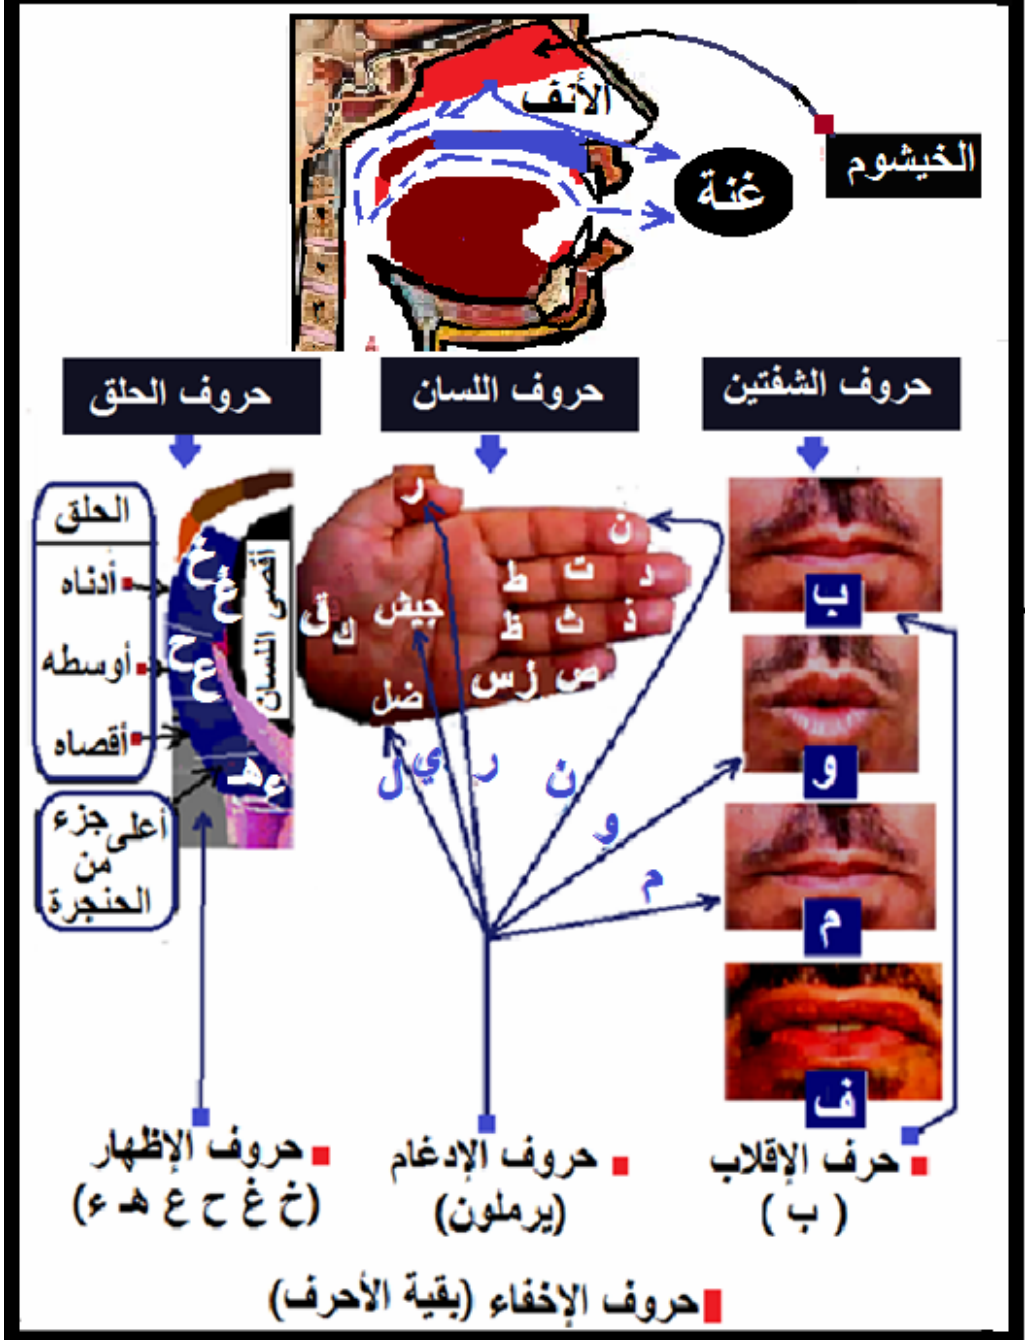 الأنف
الخيشوم
غنة
حروف الشفتين
حروف اللسان
حروف الحلق
ب
و
م
ف
ر
ن
ط ت د
ظ ث ذ
س ز ص
جيش
ضل
ق
ك
ل
ي
ر
ن
و
م
الحلق
أدناه
أوسطه
أقصاه
أعلى جزء
من
الحنجرة
أقصى اللسان
خ
غ
ح
ع
ء هـ
حرف الإقلاب
( ب )
حروف الإدغام
(يرملون)
حروف الإظهار
(خ غ ح ع هـ ء)
حروف الإخفاء (بقية الأحرف)